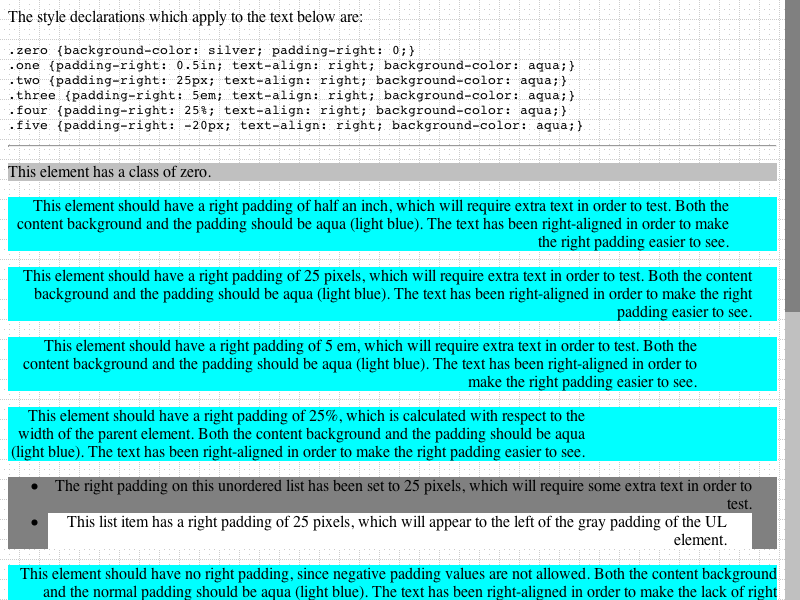 The style declarations which apply to the text below are:
.zero {background-color: silver; padding-right: 0;}
.one {padding-right: 0.5in; text-align: right; background-color: aqua;}
.two {padding-right: 25px; text-align: right; background-color: aqua;}
.three {padding-right: 5em; text-align: right; background-color: aqua;}
.four {padding-right: 25%; text-align: right; background-color: aqua;}
.five {padding-right: -20px; text-align: right; background-color: aqua;}
This element has a class of zero.
This element should have a right padding of half an inch, which will require extra text in order to test. Both the
content background and the padding should be aqua (light blue). The text has been right-aligned in order to make
the right padding easier to see.
This element should have a right padding of 25 pixels, which will require extra text in order to test. Both the content
background and the padding should be aqua (light blue). The text has been right-aligned in order to make the right
padding easier to see.
This element should have a right padding of 5 em, which will require extra text in order to test. Both the
content background and the padding should be aqua (light blue). The text has been right-aligned in order to
make the right padding easier to see.
This element should have a right padding of 25%, which is calculated with respect to the
width of the parent element. Both the content background and the padding should be aqua
(light blue). The text has been right-aligned in order to make the right padding easier to see.
• The right padding on this unordered list has been set to 25 pixels, which will require some extra text in order to
test.
• This list item has a right padding of 25 pixels, which will appear to the left of the gray padding of the UL
element.
This element should have no right padding, since negative padding values are not allowed. Both the content background
and the normal padding should be aqua (light blue). The text has been right-aligned in order to make the lack of right